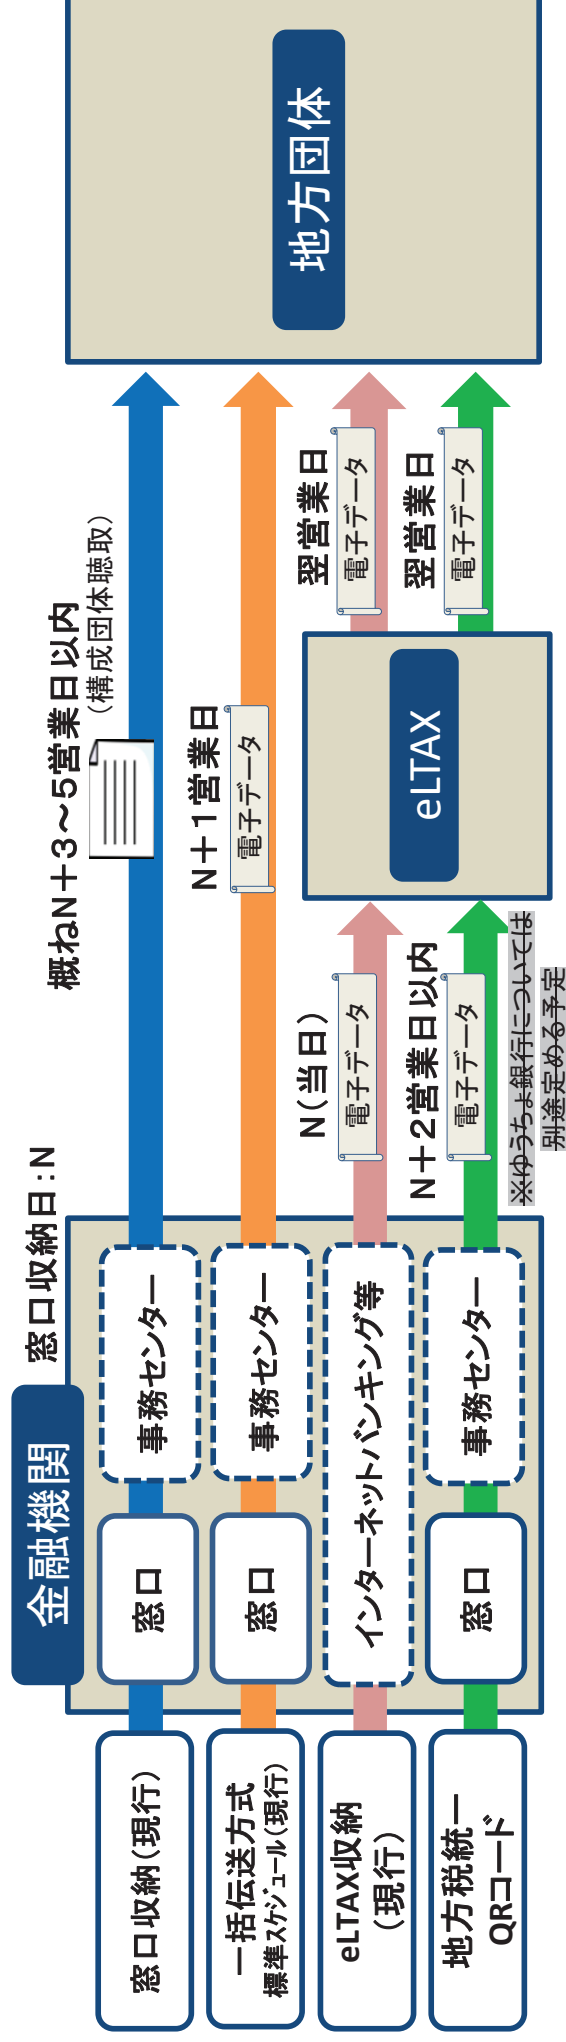 金融機関
窓口収納日：N
地方団体
窓口収納（現行）
窓口
事務センター
概ねN＋３～５営業日以内
（構成団体聴取）
一括伝送方式
標準スケジュール（現行）
窓口
事務センター
N＋１営業日
電子データ
eLTAX収納
（現行）
インターネットバンキング等
N（当日）
電子データ
eLTAX
翌営業日
電子データ
地方税統一
QRコード
窓口
事務センター
N＋２営業日以内
電子データ
※ゆうちょ銀行については
別途定める予定
翌営業日
電子データ